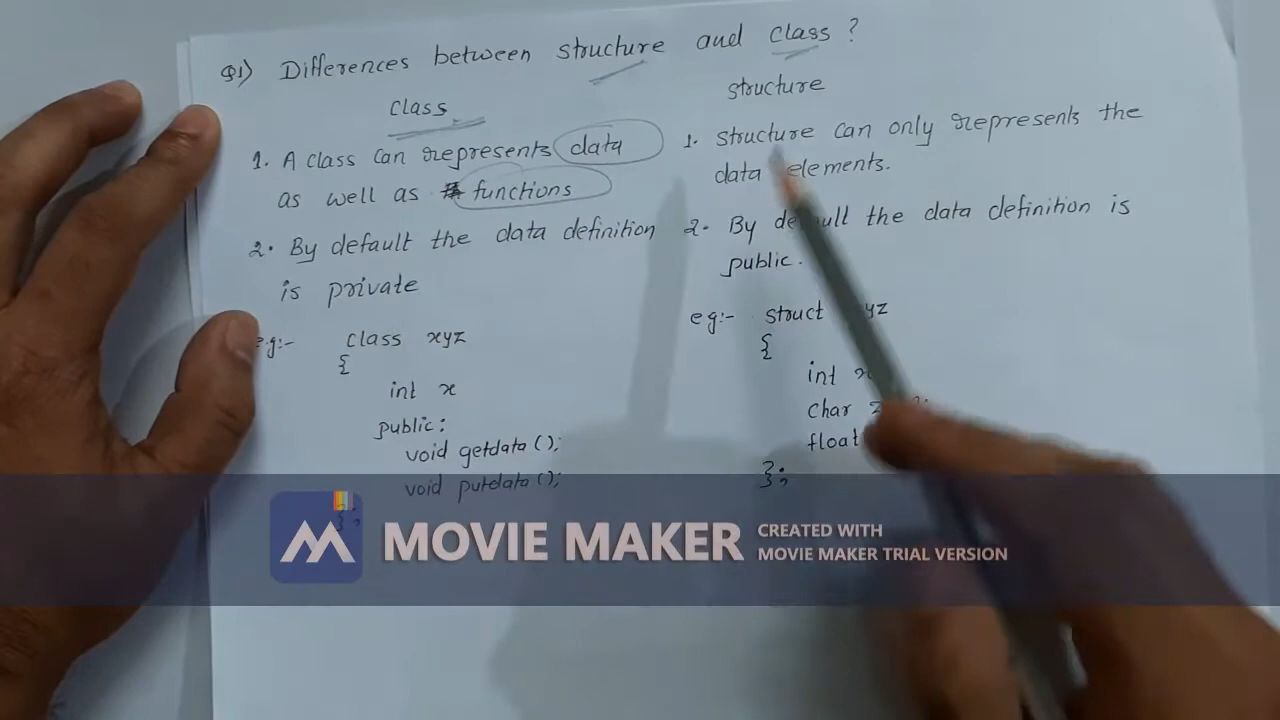 Q1) Differences between structure and class ?
class
1. A class can represents data
as well as functions
2. By default the data definition
is private
e.g:- class xyz
{
int x
public:
void getdata ();
void putdata ();
};
structure
1. structure can only represents the
data elements.
2. By default the data definition is
public.
eg:- struct xyz
{
int
char
float
};
MOVIE MAKER
CREATED WITH
MOVIE MAKER TRIAL VERSION